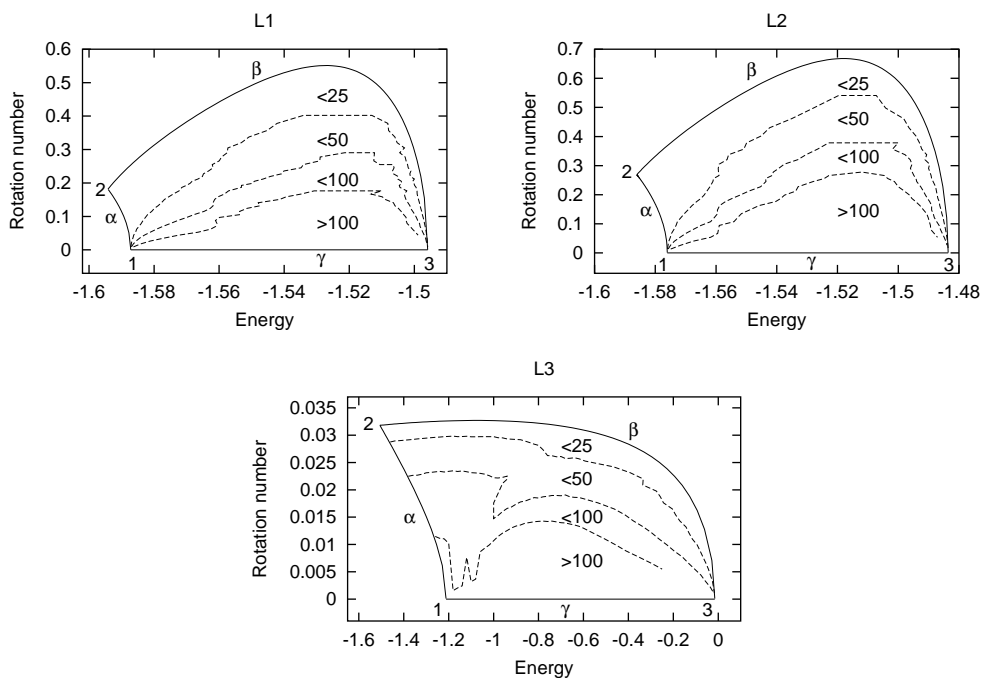 L1
0.6
0.5
0.4
0.3
0.2
0.1
0
-1.6 -1.58 -1.56 -1.54 -1.52 -1.5
Rotation number
Energy
β
<25
<50
<100
>100
2
α
1
γ
3
L2
0.7
0.6
0.5
0.4
0.3
0.2
0.1
0
-1.6 -1.58 -1.56 -1.54 -1.52 -1.5 -1.48
Rotation number
Energy
β
<25
<50
<100
>100
2
α
1
γ
3
L3
0.035
0.03
0.025
0.02
0.015
0.01
0.005
0
-1.6 -1.4 -1.2 -1 -0.8 -0.6 -0.4 -0.2 0
Rotation number
Energy
2
β
<25
<50
α
<100
>100
1
γ
3